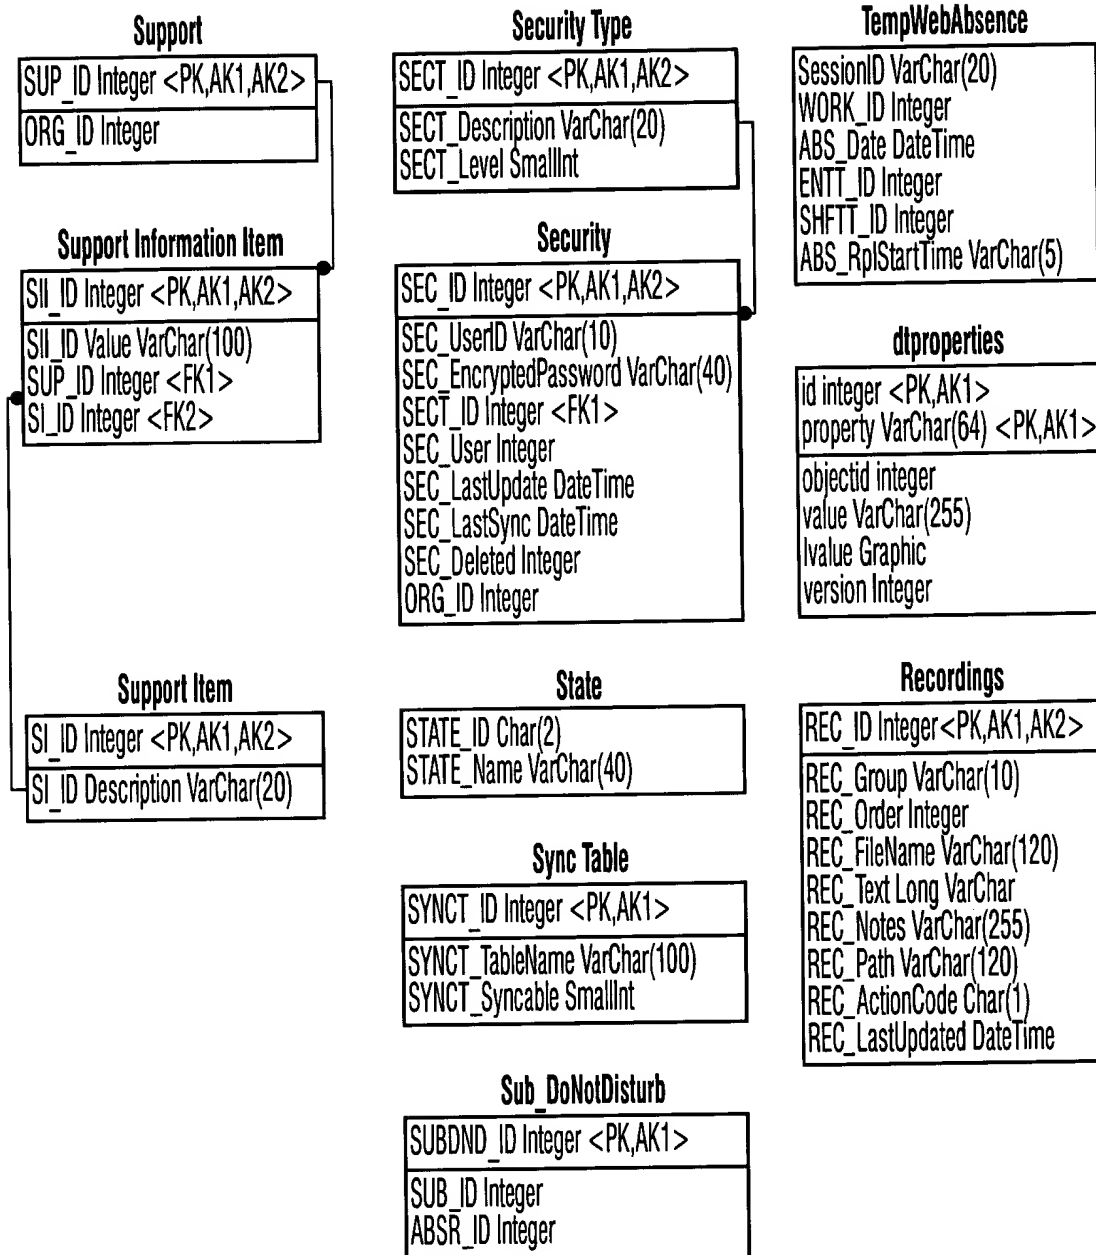 Support
SUP_ID Integer <PK,AK1,AK2>
ORG_ID Integer
Support Information Item
SII_ID Integer <PK,AK1,AK2>
SII_ID Value VarChar(100)
SUP_ID Integer <FK1>
SI_ID Integer <FK2>
Support Item
SI_ID Integer <PK,AK1,AK2>
SI_ID Description VarChar(20)
Security Type
SECT_ID Integer <PK,AK1,AK2>
SECT_Description VarChar(20)
SECT_Level SmallInt
Security
SEC_ID Integer <PK,AK1,AK2>
SEC_UserID VarChar(10)
SEC_EncryptedPassword VarChar(40)
SECT_ID Integer <FK1>
SEC_User Integer
SEC_LastUpdate DateTime
SEC_LastSync DateTime
SEC_Deleted Integer
ORG_ID Integer
State
STATE_ID Char(2)
STATE_Name VarChar(40)
Sync Table
SYNCT_ID Integer <PK,AK1>
SYNCT_TableName VarChar(100)
SYNCT_Syncable SmallInt
Sub_DoNotDisturb
SUBDND_ID Integer <PK,AK1>
SUB_ID Integer
ABSR_ID Integer
TempWebAbsence
SessionID VarChar(20)
WORK_ID Integer
ABS_Date DateTime
ENTT_ID Integer
SHFTT_ID Integer
ABS_RplStartTime VarChar(5)
dtproperties
id integer <PK,AK1>
property VarChar(64) <PK,AK1>
objectid integer
value VarChar(255)
lvalue Graphic
version Integer
Recordings
REC_ID Integer<PK,AK1,AK2>
REC_Group VarChar(10)
REC_Order Integer
REC_FileName VarChar(120)
REC_Text Long VarChar
REC_Notes VarChar(255)
REC_Path VarChar(120)
REC_ActionCode Char(1)
REC_LastUpdated DateTime